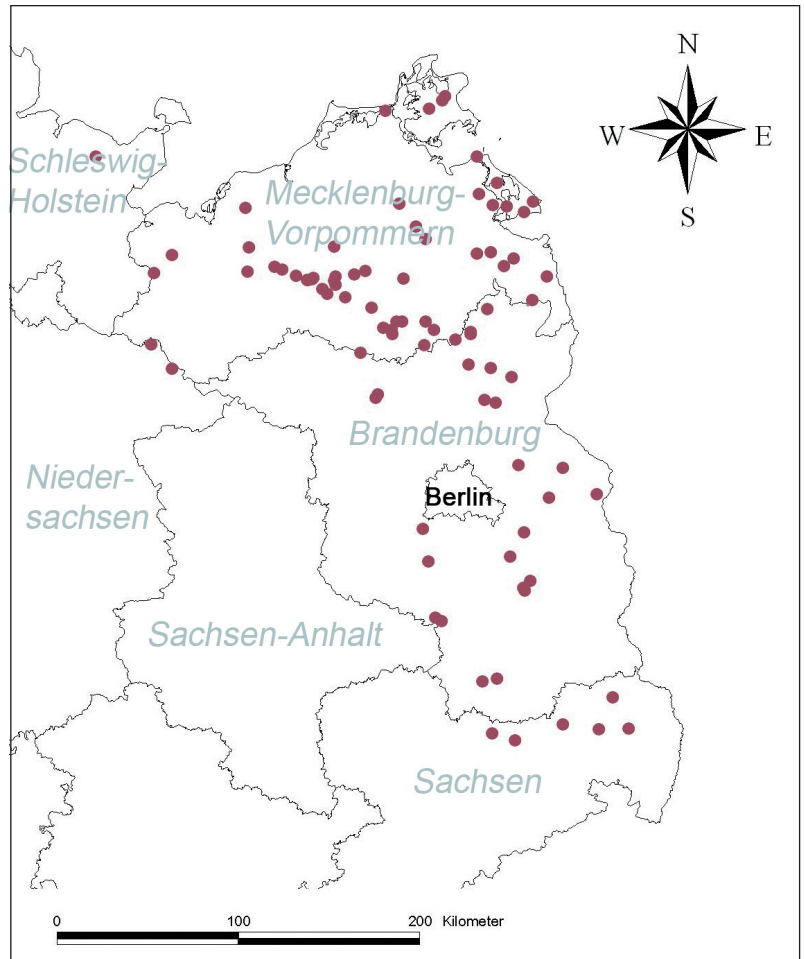 N
W
E
S
Schleswig-
Holstein
Mecklenburg-
Vorpommern
Brandenburg
Berlin
Nieder-
sachsen
Sachsen-Anhalt
Sachsen
0
100
200 Kilometer